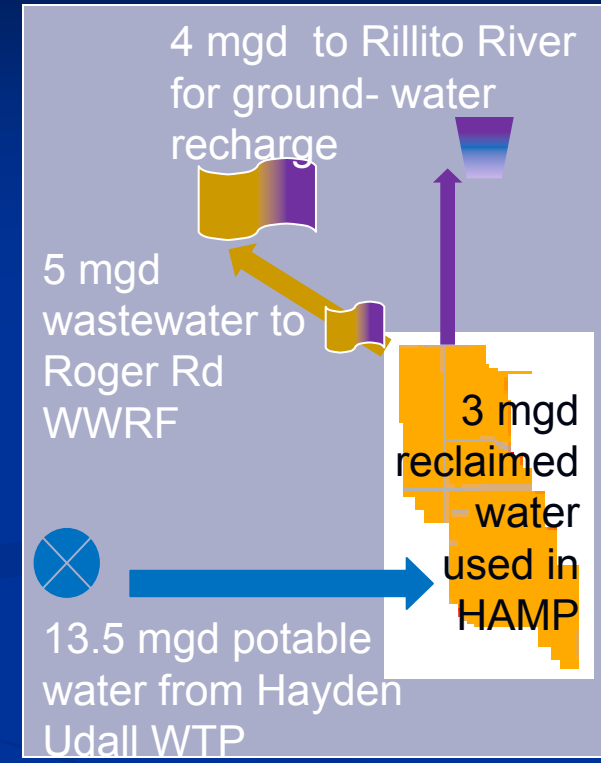 4 mgd to Rillito River
for ground- water
recharge
5 mgd
wastewater to
Roger Rd
WWRF
3 mgd
reclaimed
water
used in
HAMP
13.5 mgd potable
water from Hayden
Udall WTP